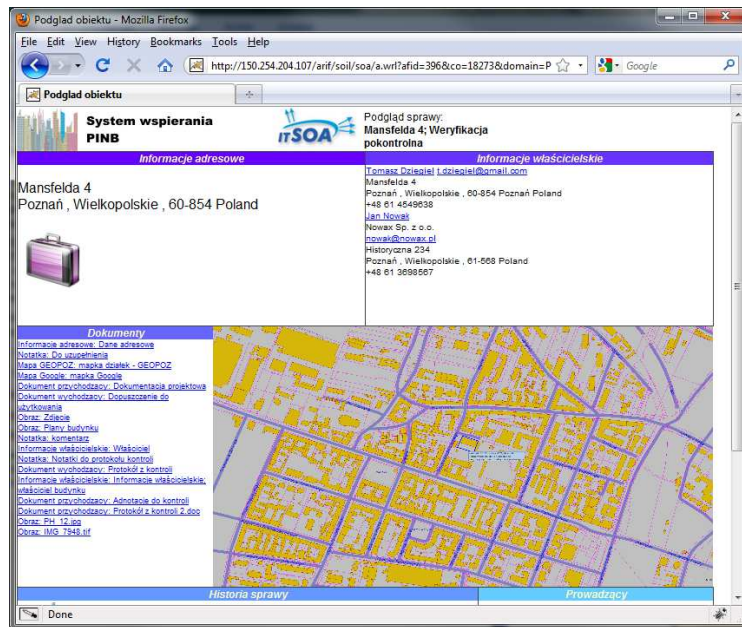 Podgląd obiektu - Mozilla Firefox
File Edit View History Bookmarks Tools Help
http://150.254.204.107/arif/soil/soa/a.wrl?afid=396&co=18273&domain=P
Google
Podgląd obiektu
System wspierania
PINB
ITSOA
Podgląd sprawy:
Mansfelda 4; Weryfikacja
pokontrolna
Informacje adresowe
Informacje właścicielskie
Mansfelda 4
Poznań , Wielkopolskie , 60-854 Poland
Tomasz Dziegiel t.dziegiel@gmail.com
Mansfelda 4
Poznań , Wielkopolskie , 60-854 Poznań Poland
+48 61 4549638
Jan Nowak
Nowax Sp. z o.o.
nowak@nowax.pl
Historyczna 234
Poznań , Wielkopolskie , 61-568 Poland
+48 61 3698567
Dokumenty
Informacje adresowe: Dane adresowe
Notatka: Do uzupełnienia
Mapa GEOPOZ: mapka działek - GEOPOZ
Mapa Google: mapka Google
Dokument przychodzacy: Dokumentacja projektowa
Dokument wychodzacy: Dopuszczenie do
użytkowania
Obraz: Zdjęcie
Obraz: Plany budynku
Notatka: komentarz
Informacje właścicielskie: Właściciel
Notatka: Notatki do protokołu kontroli
Dokument wychodzacy: Protokół z kontroli
Informacje właścicielskie: Informacje właścicielskie;
właściciel budynku
Dokument przychodzacy: Adnotacje do kontroli
Dokument przychodzacy: Protokół z kontroli 2.doc
Obraz: PH_12.jpg
Obraz: IMG_7948.tif
Historia sprawy
Prowadzący
Done